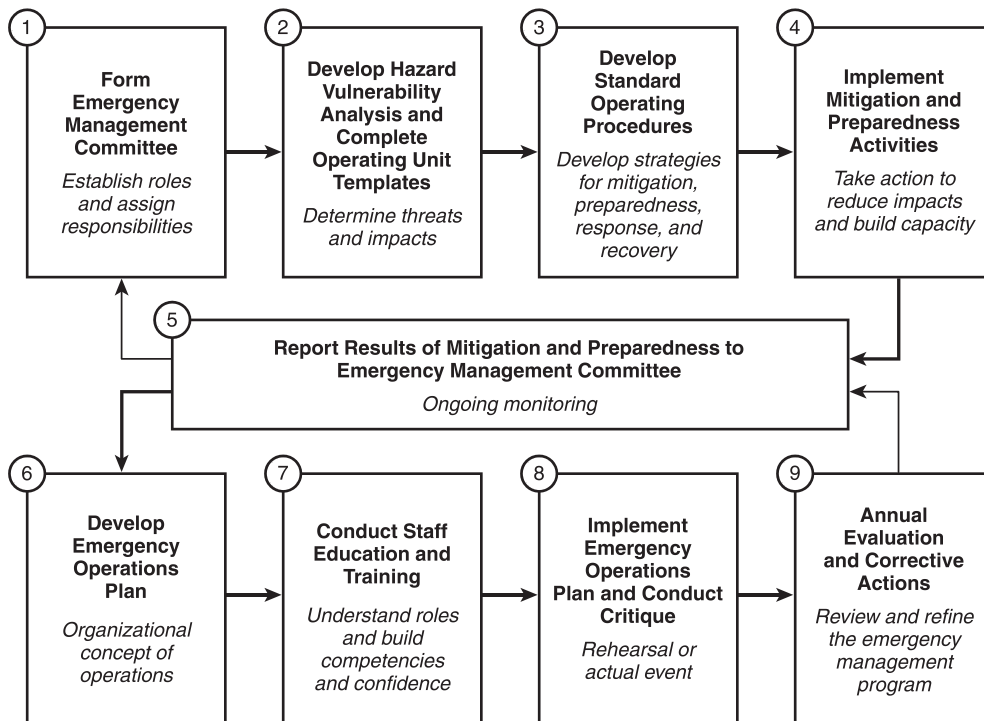 1
Form
Emergency
Management
Committee
Establish roles
and assign
responsibilities
2
Develop Hazard
Vulnerability
Analysis and
Complete
Operating Unit
Templates
Determine threats
and impacts
3
Develop
Standard
Operating
Procedures
Develop strategies
for mitigation,
preparedness,
response, and
recovery
4
Implement
Mitigation and
Preparedness
Activities
Take action to
reduce impacts
and build capacity
5
Report Results of Mitigation and Preparedness to
Emergency Management Committee
Ongoing monitoring
6
Develop
Emergency
Operations
Plan
Organizational
concept of
operations
7
Conduct Staff
Education and
Training
Understand roles
and build
competencies
and confidence
8
Implement
Emergency
Operations
Plan and Conduct
Critique
Rehearsal or
actual event
9
Annual
Evaluation
and Corrective
Actions
Review and refine
the emergency
management
program